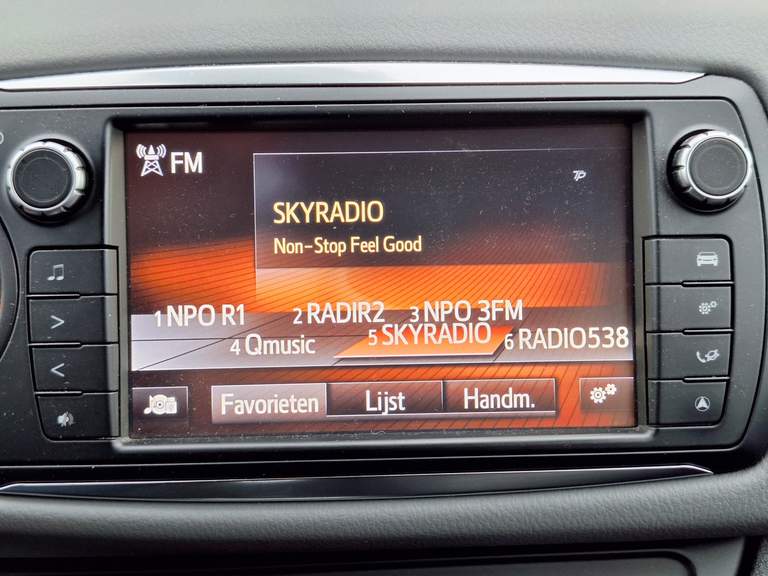 FM
TP
SKYRADIO
Non-Stop Feel Good
1 NPO R1 2 RADIR2 3 NPO 3FM
4 Qmusic 5 SKYRADIO 6 RADIO538
Favorieten Lijst Handm.
>
<